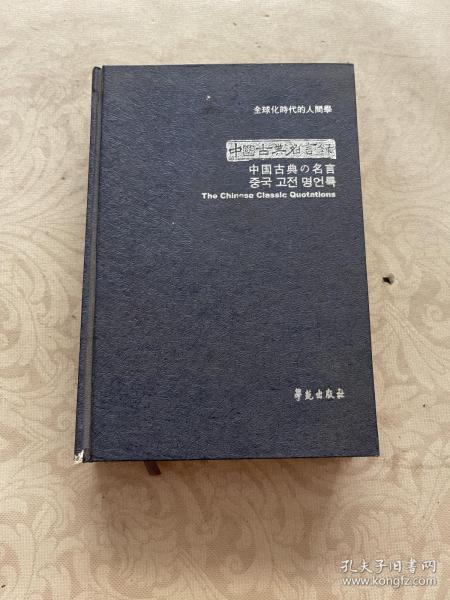 全球化時代的人間學
中國古典名言録
中国古典の名言
중국 고전 명언록
The Chinese Classic Quotations
學苑出版社
孔夫子旧书网
www.kongfz.com